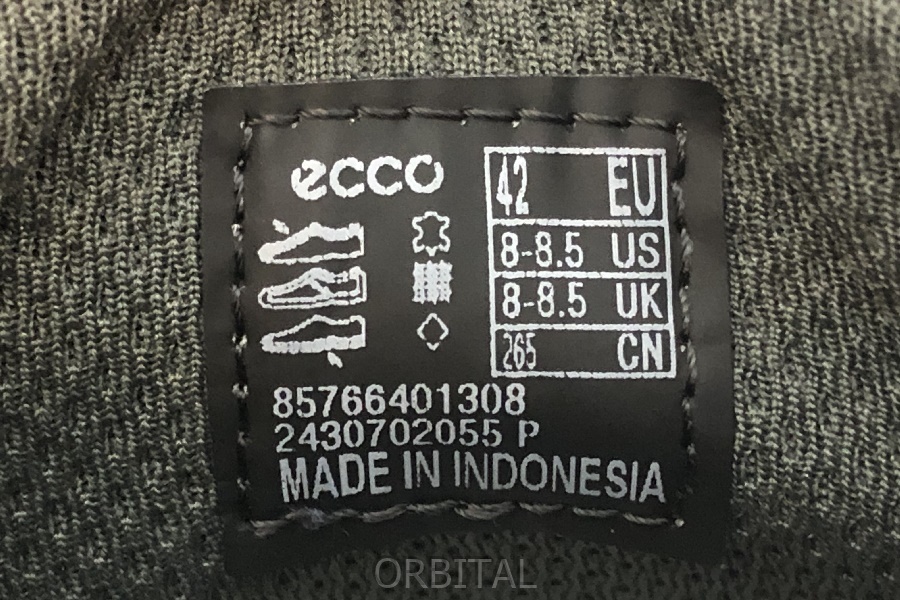 ecco
42 EU
8-8.5 US
8-8.5 UK
265 CN
85766401308
2430702055 P
MADE IN INDONESIA
ORBITAL